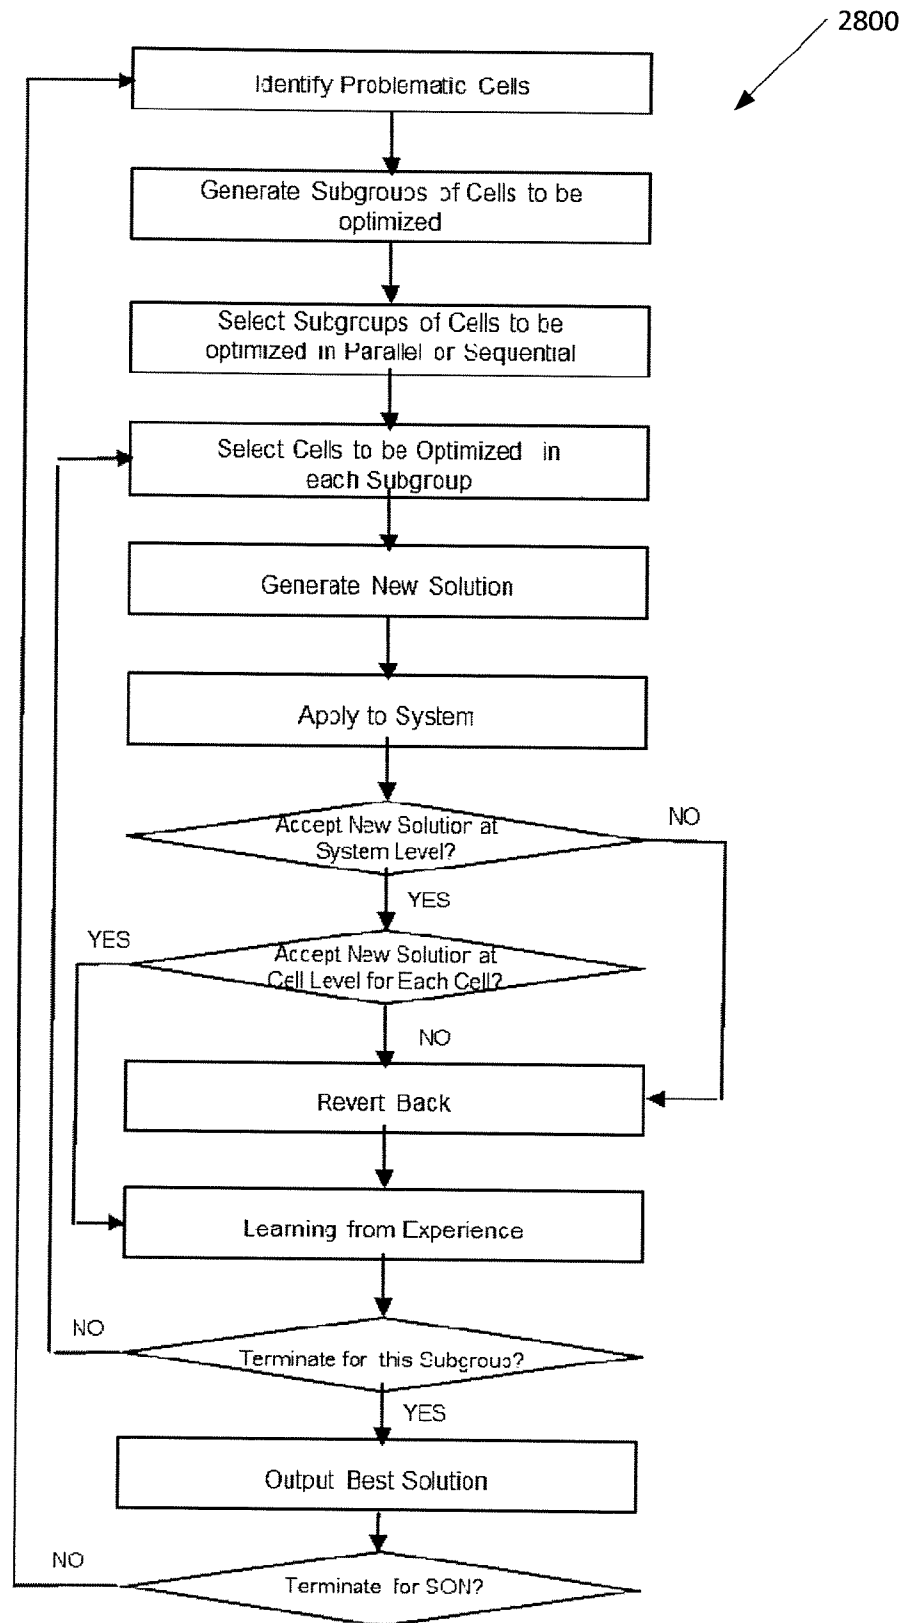 2800
Identify Problematic Cells
Generate Subgroups of Cells to be
optimized
Select Subgroups of Cells to be
optimized in Parallel or Sequential
Select Cells to be Optimized in
each Subgroup
Generate New Solution
Apply to System
Accept New Solution at
System Level?
NO
YES
YES
Accept New Solution at
Cell Level for Each Cell?
NO
Revert Back
Learning from Experience
NO
Terminate for this Subgroup?
YES
Output Best Solution
NO
Terminate for SON?